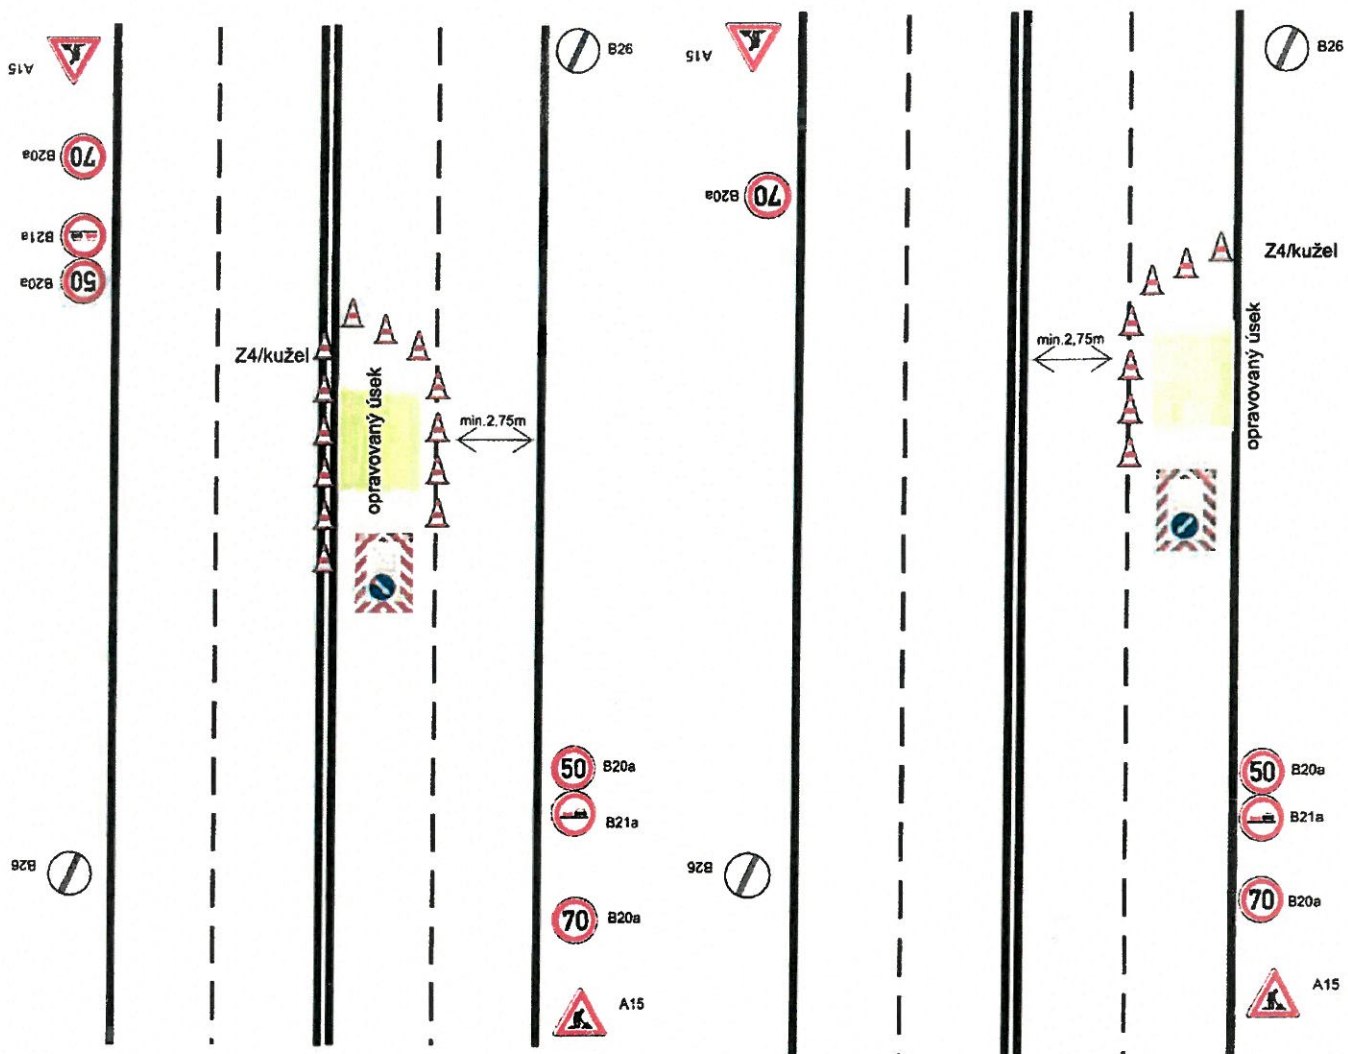 A15
B20a
70
B21a
B20a
50
B26
Z4/kužel
opravovaný úsek
min.2,75m
50
B20a
B21a
B26
70
B20a
A15
A15
B20a
70
B26
Z4/kužel
min.2,75m
opravovaný úsek
50
B20a
B21a
B26
70
B20a
A15